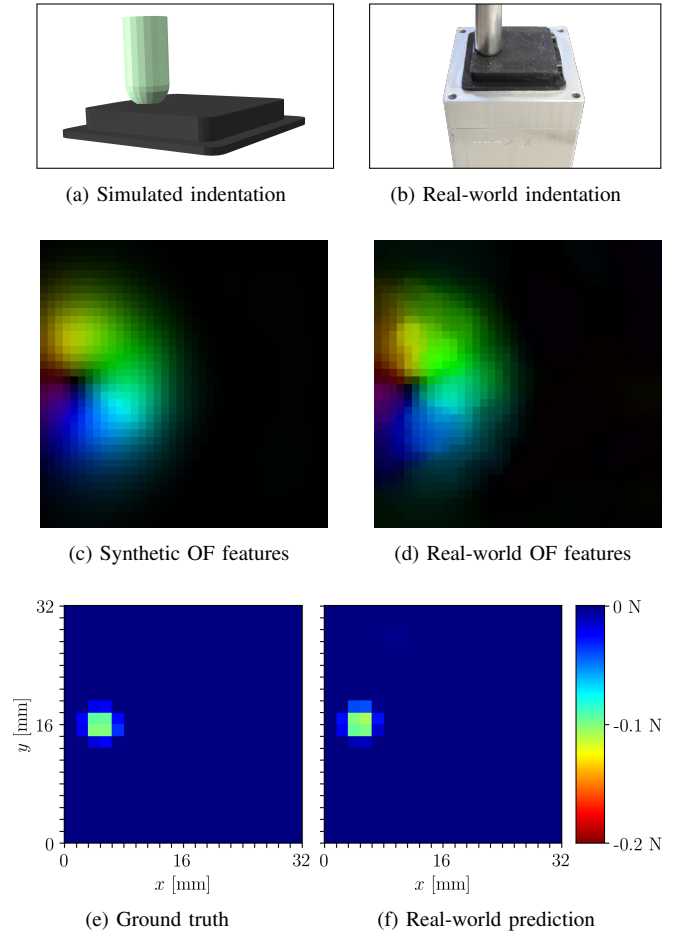 (a) Simulated indentation
(b) Real-world indentation
(c) Synthetic OF features
(d) Real-world OF features
32
16
0
y [mm]
0
16
32
x [mm]
0
16
32
x [mm]
0 N
-0.1 N
-0.2 N
(e) Ground truth
(f) Real-world prediction